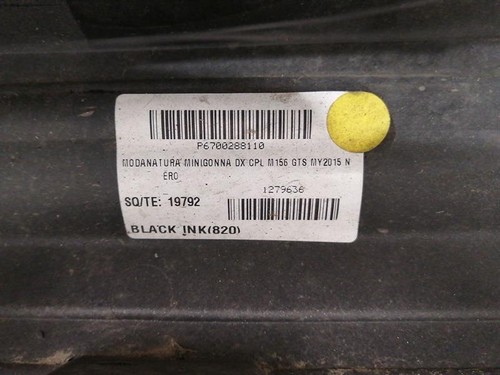 P6700288110
MODANATURA MINIGONNA DX CPL M156 GTS MY2015 N
ERO
1279636
SQ/TE: 19792
BLACK INK(820)